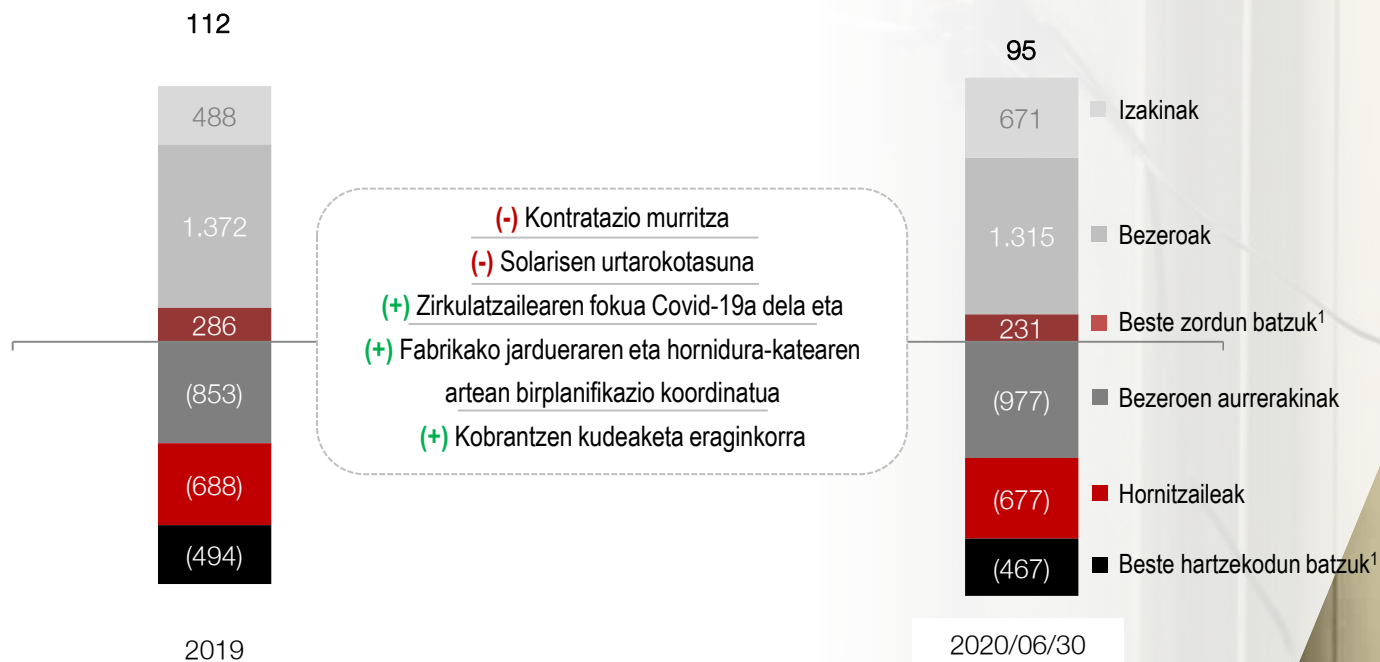 112
488
1.372
286
(853)
(688)
(494)
2019
(-) Kontratazio murritza
(-) Solarisen urtarokotasuna
(+) Zirkulatzailearen fokua Covid-19a dela eta
(+) Fabrikako jardueraren eta hornidura-katearen
artean birplanifikazio koordinatua
(+) Kobrantzen kudeaketa eraginkorra
95
671
1.315
231
(977)
(677)
(467)
2020/06/30
Izakinak
Bezeroak
Beste zordun batzuk¹
Bezeroen aurrerakinak
Hornitzaileak
Beste hartzekodun batzuk¹